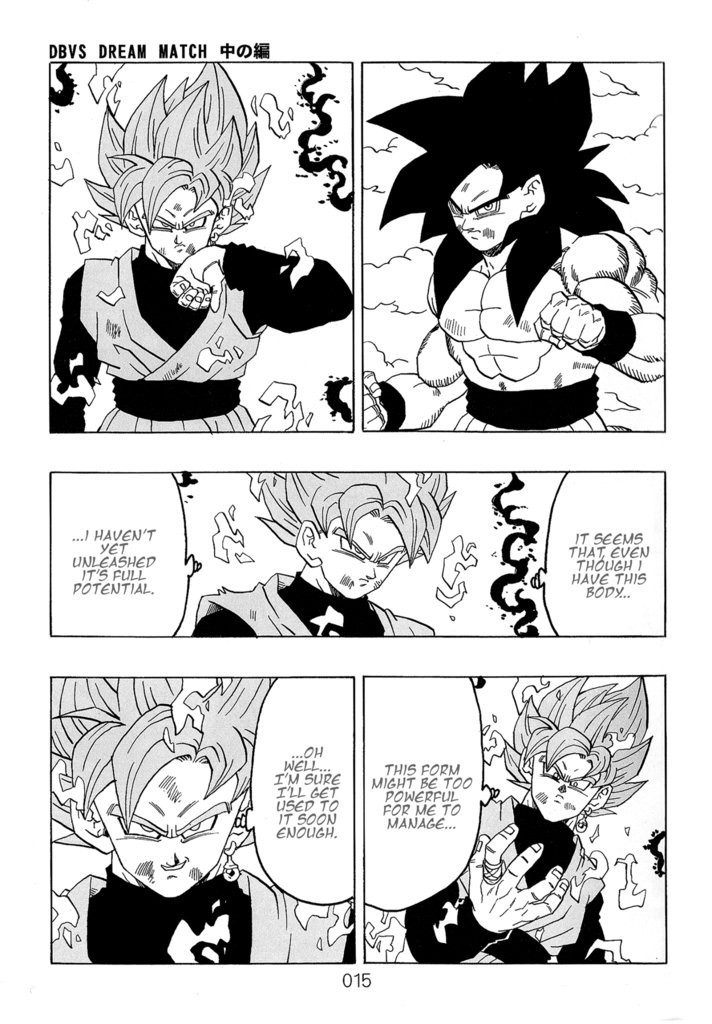 DBVS DREAM MATCH 中の編
IT SEEMS
THAT, EVEN
THOUGH I
HAVE THIS
BODY...
...I HAVEN'T
YET
UNLEASHED
IT'S FULL
POTENTIAL.
THIS FORM
MIGHT BE TOO
POWERFUL
FOR ME TO
MANAGE...
...OH
WELL...
I'M SURE
I'LL GET
USED TO
IT SOON
ENOUGH.
015